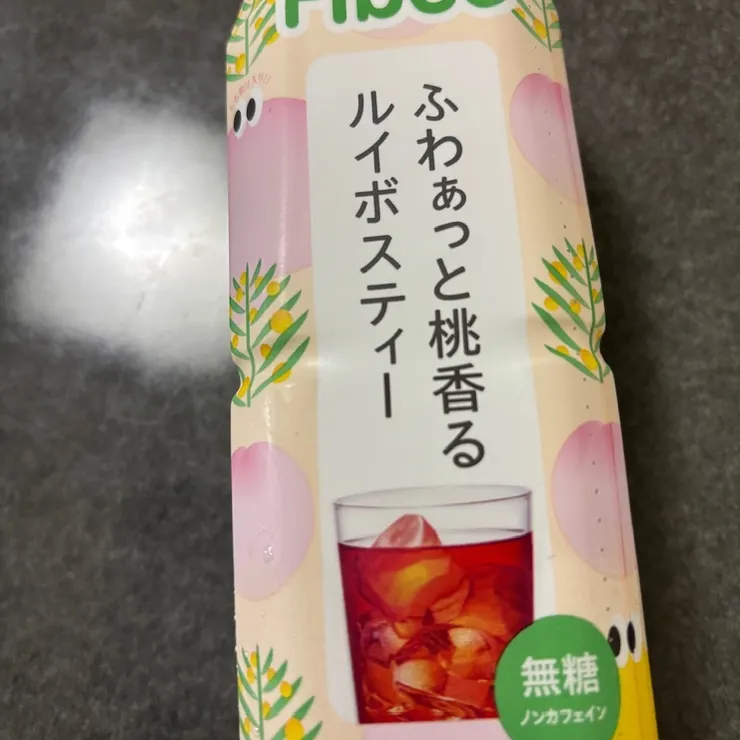 ふわぁっと桃香る
ルイボスティー
無糖
ノンカフェイン